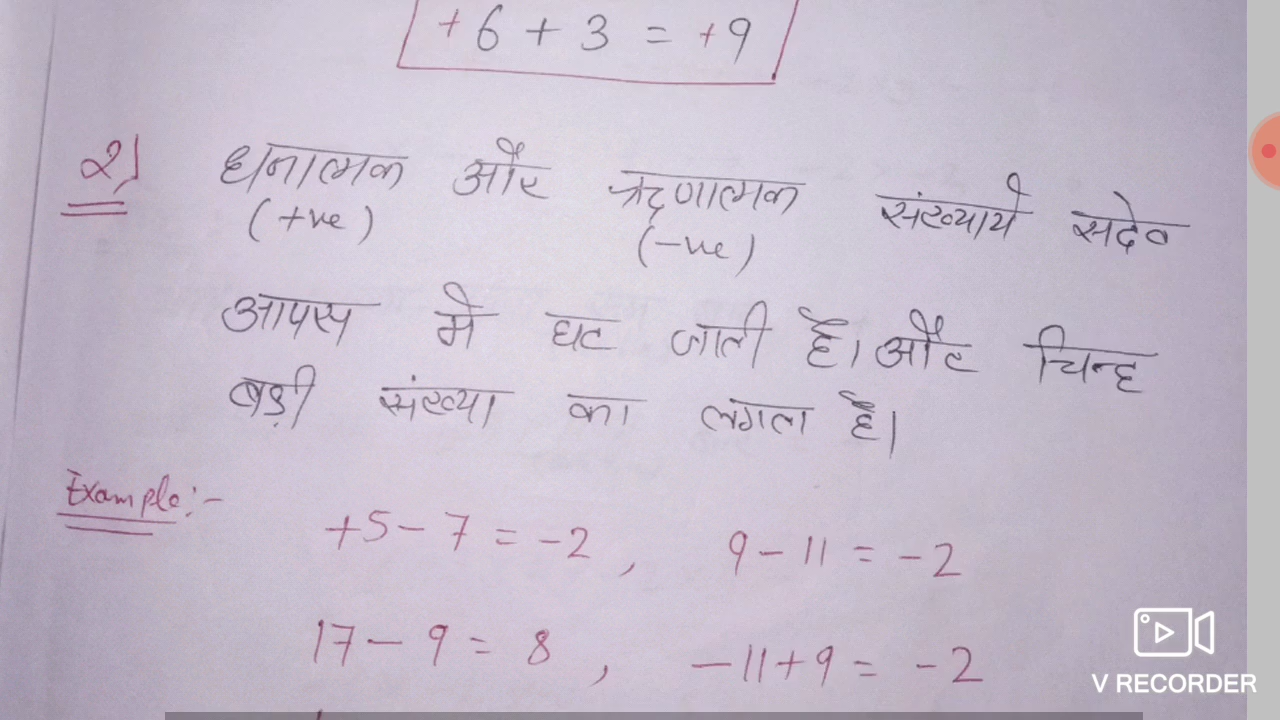 +6 + 3 = +9
२) धनात्मक और ऋणात्मक संख्याये सदैव
(+ve) (-ve)
आपस मे घट जाती है। और चिन्ह
बड़ी संख्या का लगता है।
Example:-
+5 - 7 = -2 , 9 - 11 = -2
17 - 9 = 8 , -11 + 9 = -2
V RECORDER